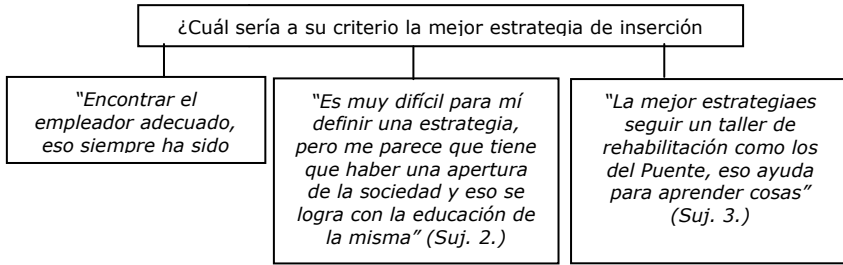 ¿Cuál sería a su criterio la mejor estrategia de inserción
“Encontrar el
empleador adecuado,
eso siempre ha sido
“Es muy difícil para mí
definir una estrategia,
pero me parece que tiene
que haber una apertura
de la sociedad y eso se
logra con la educación de
la misma” (Suj. 2.)
“La mejor estrategiaes
seguir un taller de
rehabilitación como los
del Puente, eso ayuda
para aprender cosas”
(Suj. 3.)